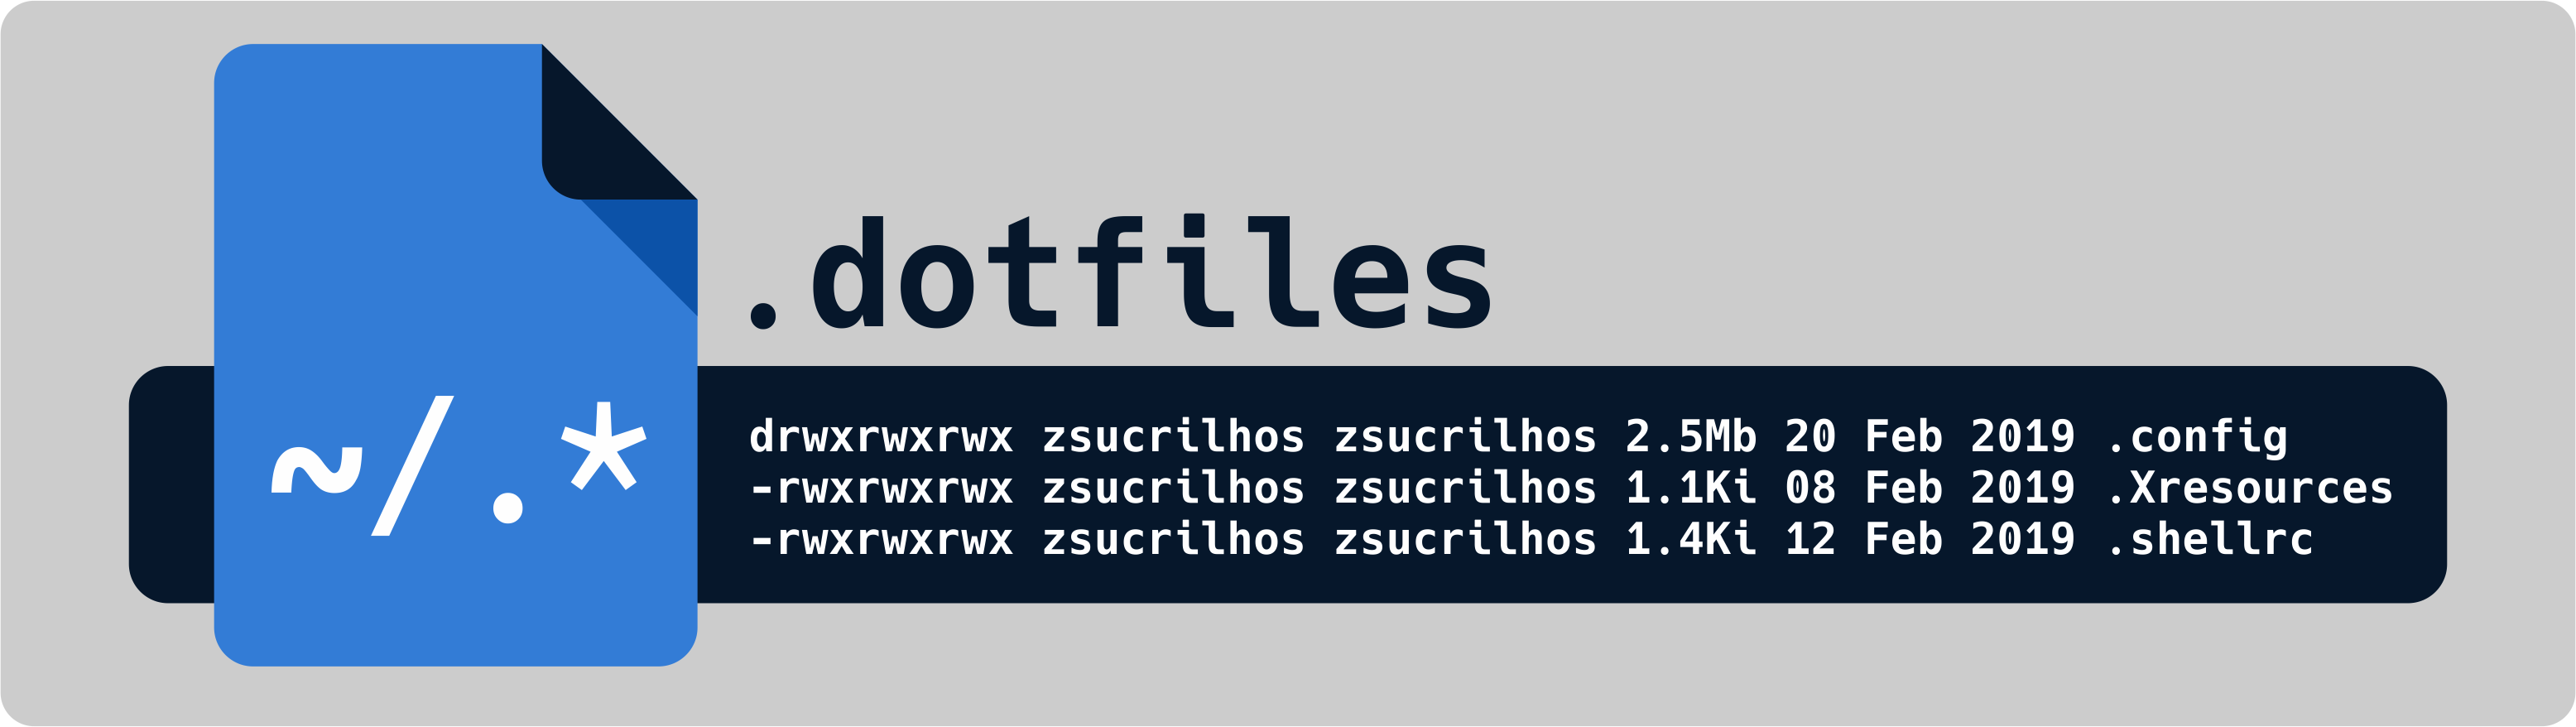 .dotfiles
~/.*
drwxrwxrwx zsucrilhos zsucrilhos 2.5Mb 20 Feb 2019 .config
-rwxrwxrwx zsucrilhos zsucrilhos 1.1Ki 08 Feb 2019 .Xresources
-rwxrwxrwx zsucrilhos zsucrilhos 1.4Ki 12 Feb 2019 .shellrc